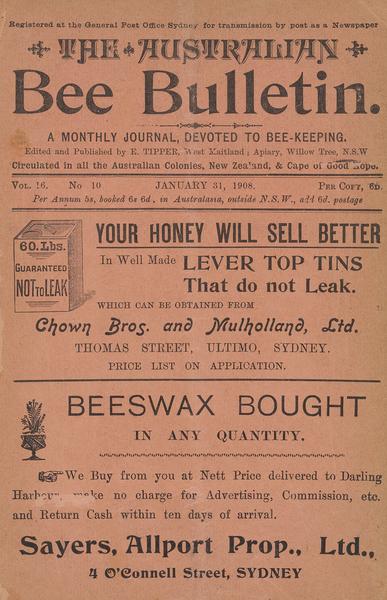 Registered at the General Post Office Sydney for transmission by post as a Newspaper
THE AUSTRALIAN
Bee Bulletin.
A MONTHLY JOURNAL, DEVOTED TO BEE-KEEPING.
Edited and Published by E. TIPPER, West Maitland; Apiary, Willow Tree, N.S.W
Circulated in all the Australian Colonies, New Zealand, & Cape of Good Hope.
VOL. 16. No 10 JANUARY 31, 1908. PER COPY, 6D.
Per Annum 5s, booked 6s 6d, in Australasia, outside N.S.W., add 6d. postage
60.Lbs.
GUARANTEED
NOT TO LEAK
YOUR HONEY WILL SELL BETTER
In Well Made LEVER TOP TINS
That do not Leak.
WHICH CAN BE OBTAINED FROM
Chown Bros. and Mulholland, Ltd.
THOMAS STREET, ULTIMO, SYDNEY.
PRICE LIST ON APPLICATION.
BEESWAX BOUGHT
IN ANY QUANTITY.
We Buy from you at Nett Price delivered to Darling
Harbour, make no charge for Advertising, Commission, etc.
and Return Cash within ten days of arrival.
Sayers, Allport Prop., Ltd.,
4 O'Connell Street, SYDNEY